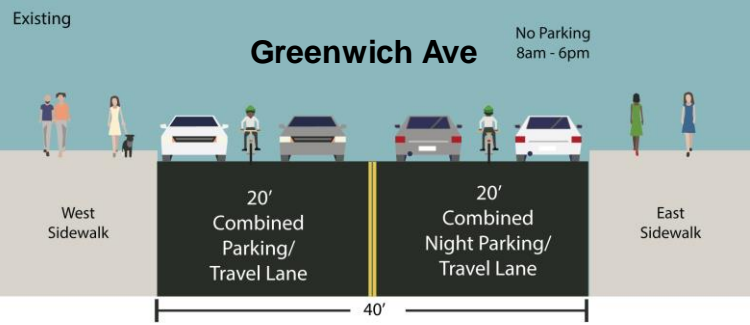 Existing
Greenwich Ave
No Parking
8am - 6pm
West
Sidewalk
20'
Combined
Parking/
Travel Lane
20'
Combined
Night Parking/
Travel Lane
East
Sidewalk
40'